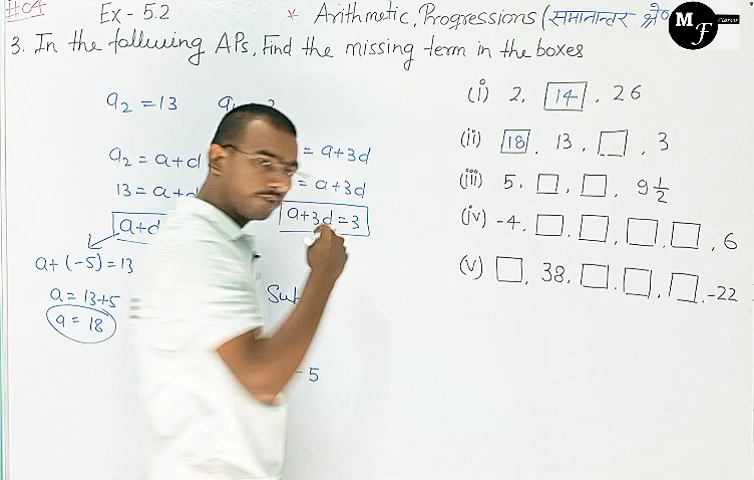 #04 Ex - 5.2 * Arithmetic, Progressions (समानान्तर
M F Classes
3. In the follwuing APs, Find the missing term in the boxes
a₂ = 13
a₂ = a+d
13 = a+d
a+d
a+(-5)=13
a = 13+5
a = 18
= a+3d
= a+3d
a+3d=3
- 5
(i) 2, 14, 26
(ii) 18, 13, □, 3
(iii) 5, □, □, 9 1/2
(iv) -4, □, □, □, □, 6
(v) □, 38, □, □, □, -22